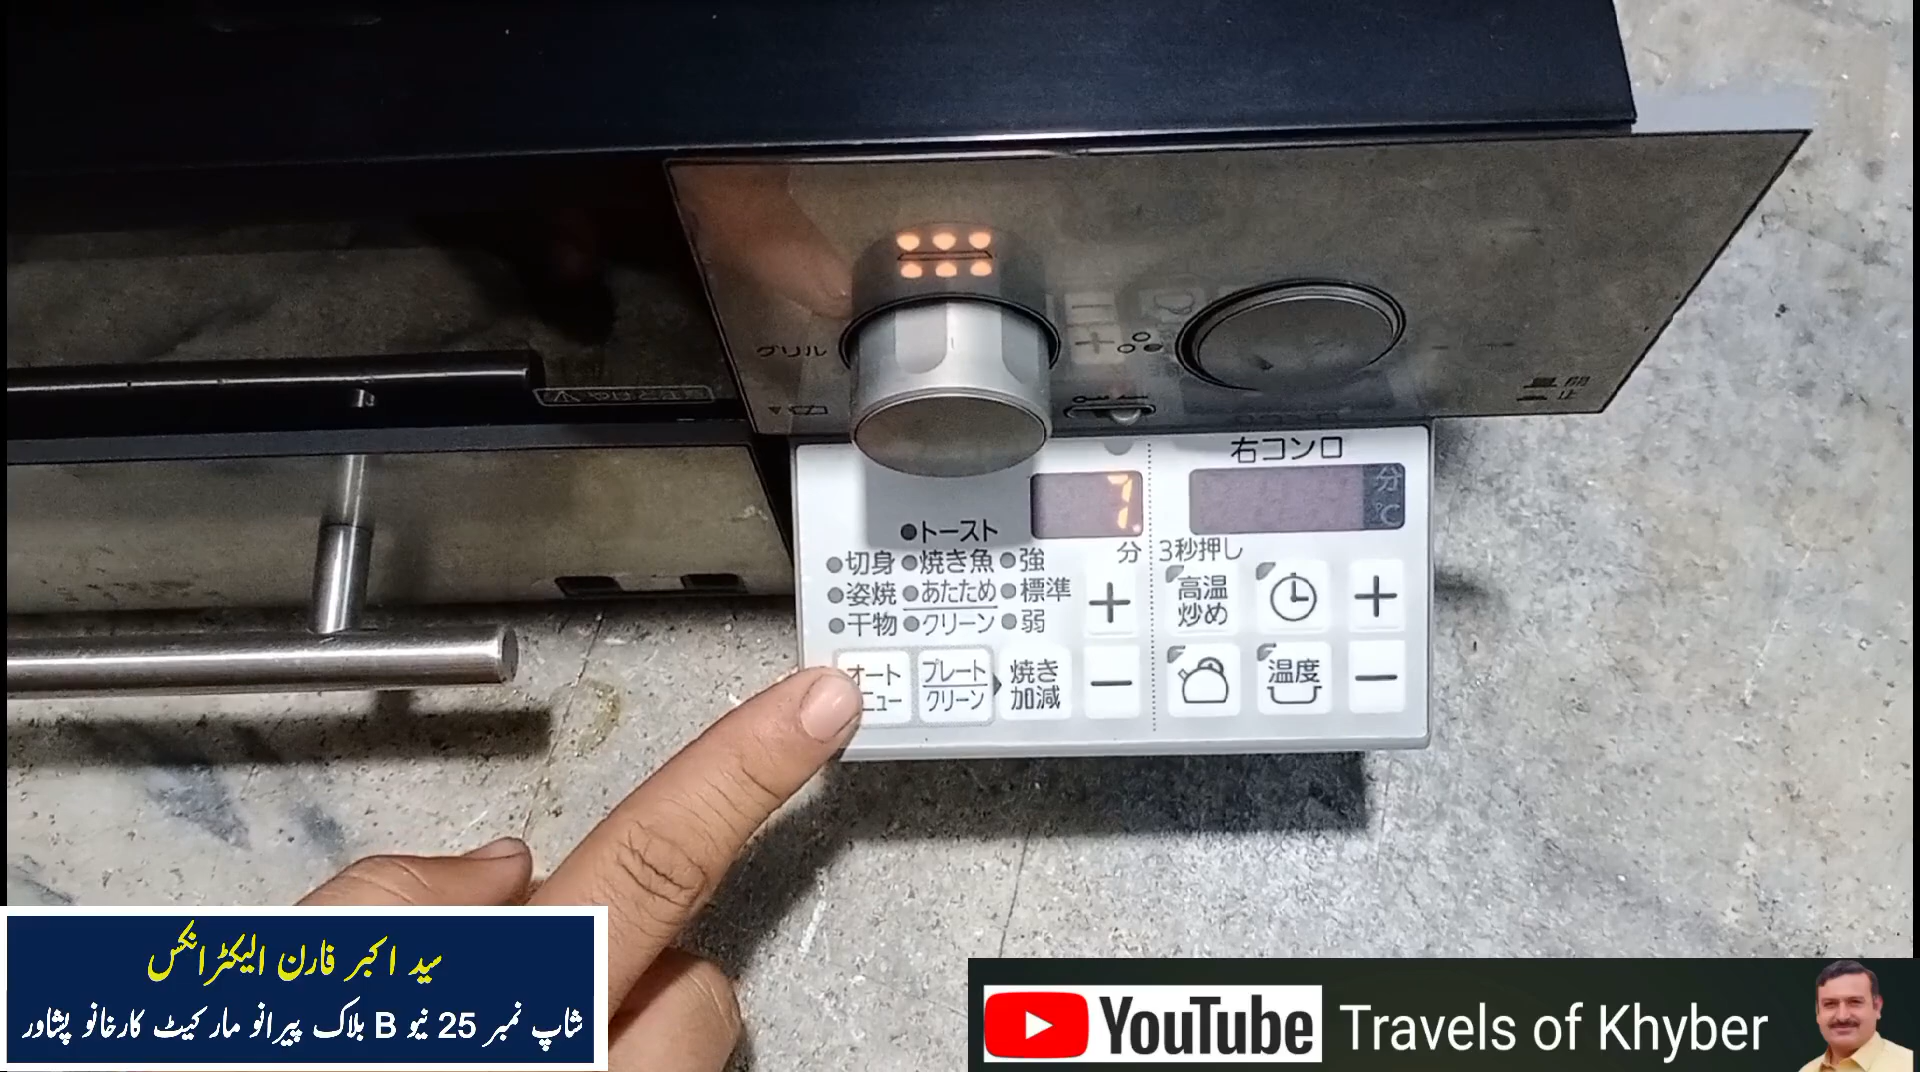 グリル
開
止
右コンロ
7.
分
分
℃
トースト
切身 焼き魚 強
姿焼 あたため 標準
干物 クリーン 弱
3秒押し
高温
炒め
+
+
オート
ニュー
プレート
クリーン
焼き
加減
−
温度
−
سید اکبر فارن الیکٹرانکس
شاپ نمبر 25 نیو B بلاک پیرانو مارکیٹ کارخانو پشاور
YouTube Travels of Khyber